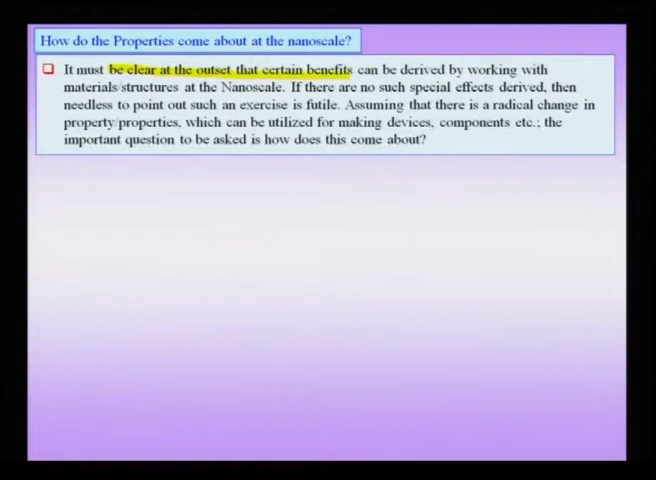 How do the Properties come about at the nanoscale?
It must be clear at the outset that certain benefits can be derived by working with
materials/structures at the Nanoscale. If there are no such special effects derived, then
needless to point out such an exercise is futile. Assuming that there is a radical change in
property/properties, which can be utilized for making devices, components etc.; the
important question to be asked is how does this come about?